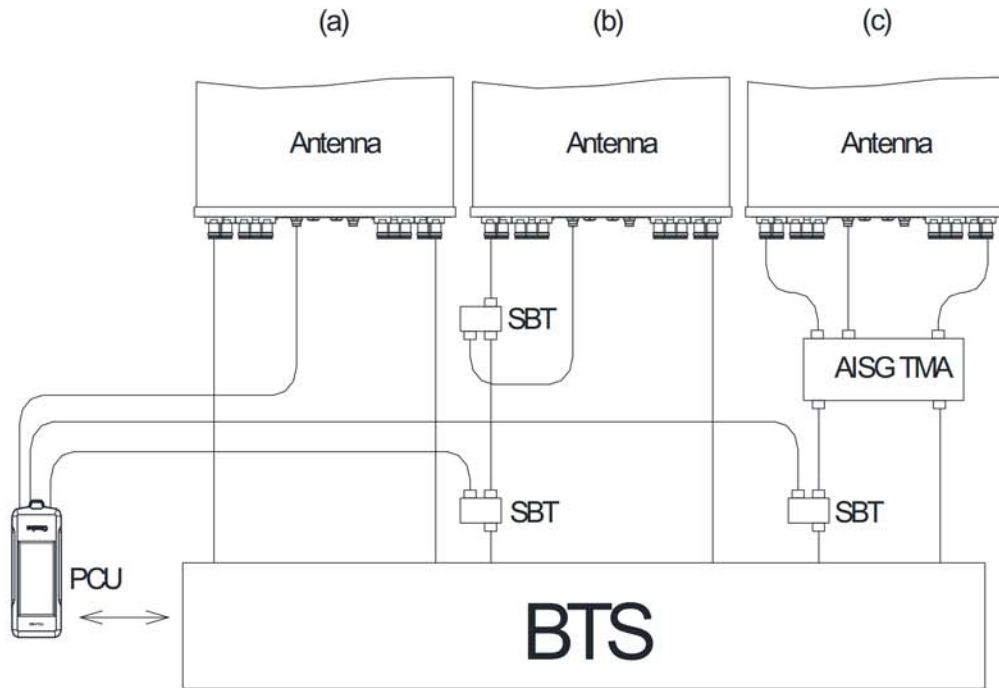 (a) (b) (c)
Antenna Antenna Antenna
SBT
AISG TMA
SBT SBT
PCU
BTS